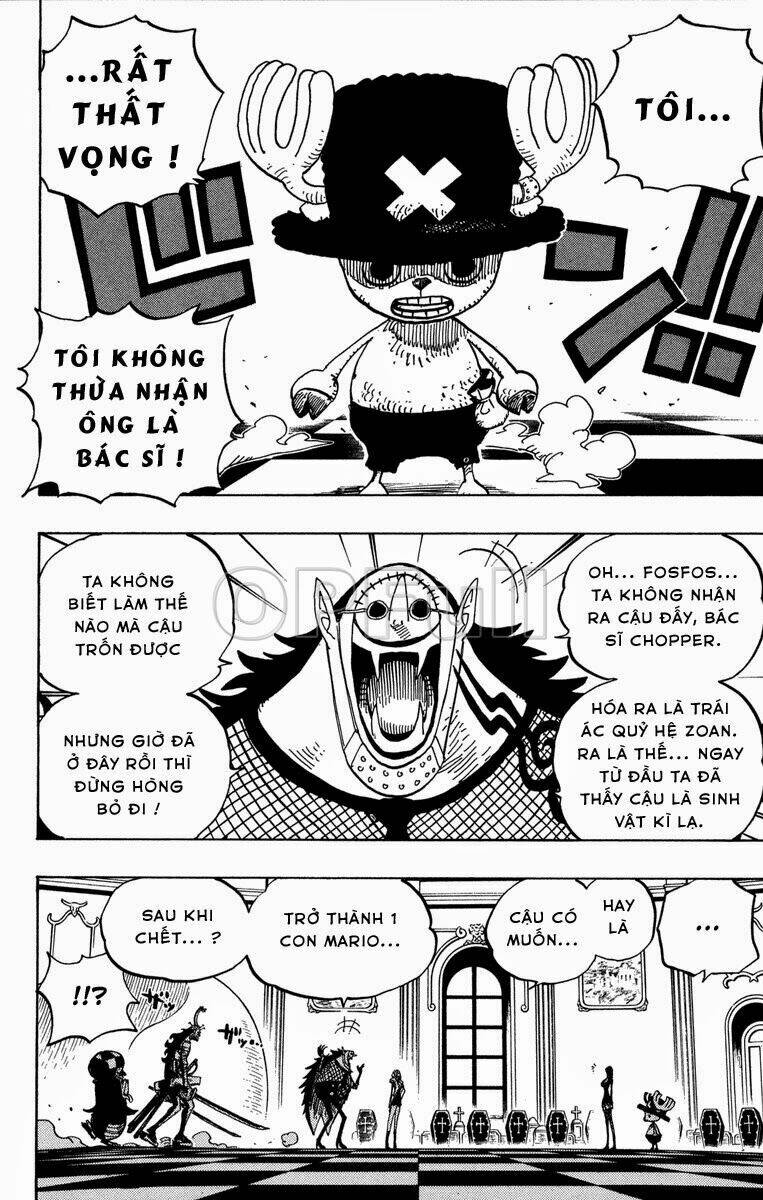 TÔI...
...RẤT
THẤT
VỌNG !
TÔI KHÔNG
THỪA NHẬN
ÔNG LÀ
BÁC SĨ !
OH... FOSFOS...
TA KHÔNG NHẬN
RA CẬU ĐẤY, BÁC
SĨ CHOPPER.
HÓA RA LÀ TRÁI
ÁC QUỶ HỆ ZOAN.
RA LÀ THẾ... NGAY
TỪ ĐẦU TA ĐÃ
THẤY CẬU LÀ SINH
VẬT KÌ LẠ.
TA KHÔNG
BIẾT LÀM THẾ
NÀO MÀ CẬU
TRỐN ĐƯỢC
NHƯNG GIỜ ĐÃ
Ở ĐÂY RỒI THÌ
ĐỪNG HÒNG
BỎ ĐI !
OPFull
...
HAY
LÀ
CẬU CÓ
MUỐN...
TRỞ THÀNH 1
CON MARIO...
SAU KHI
CHẾT... ?
!!?